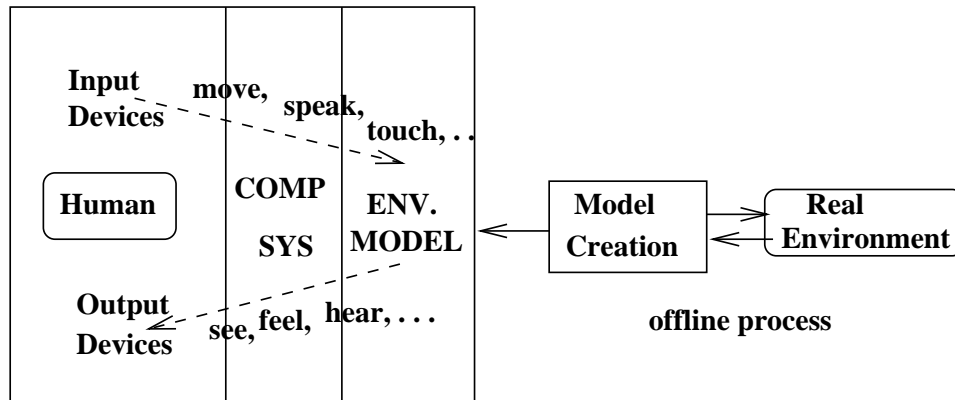 Input
Devices
move,
speak,
touch, . .
Human
COMP
SYS
ENV.
MODEL
Output
Devices
see, feel, hear, . . .
Model
Creation
Real
Environment
offline process